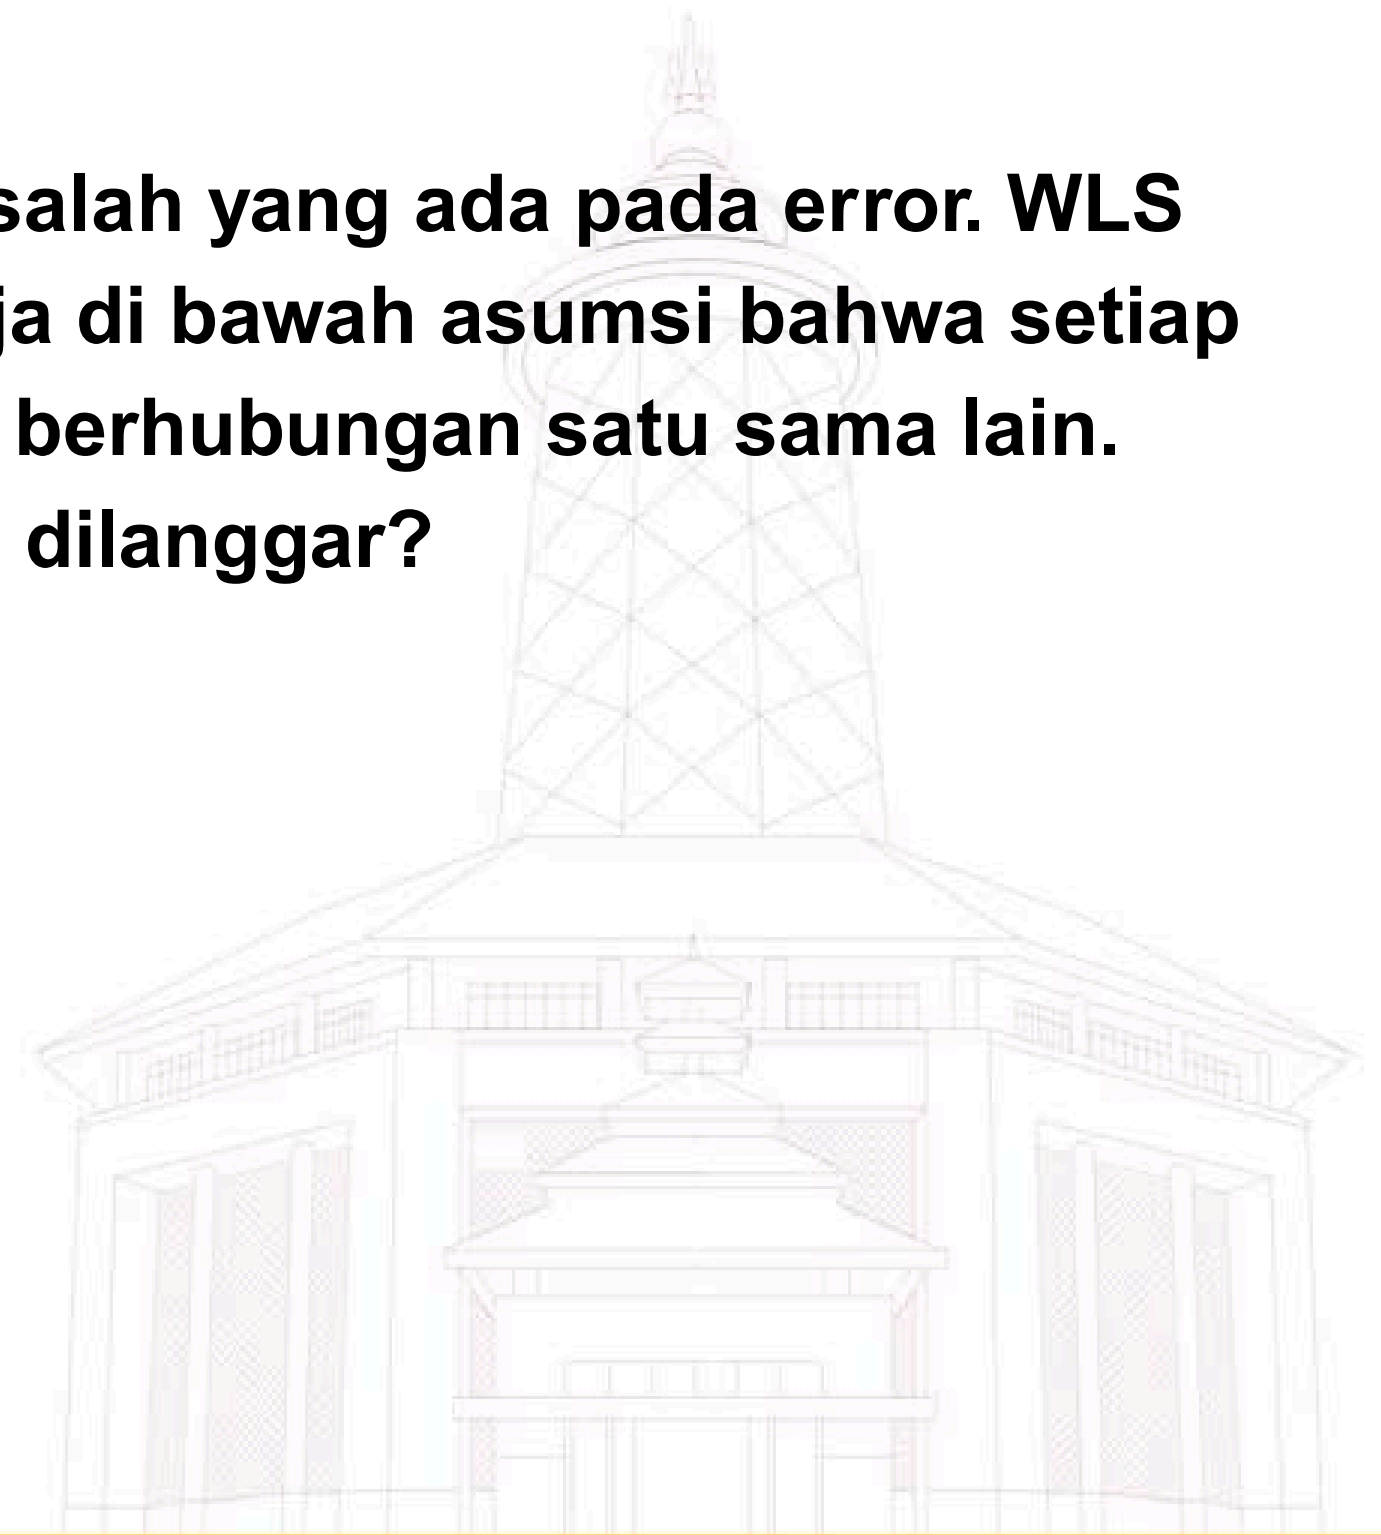 salah yang ada pada error. WLS
ja di bawah asumsi bahwa setiap
berhubungan satu sama lain.
dilanggar?